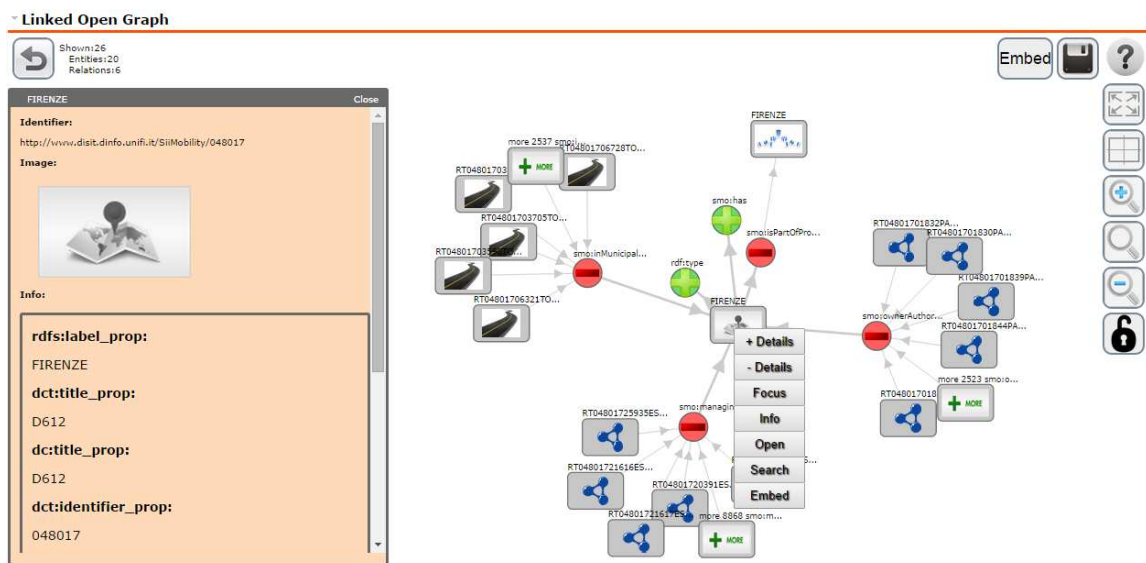 Linked Open Graph
Shown:26
Entities:20
Relations:6
Embed
?
FIRENZE
Close
Identifier:
http://www.disit.dinfo.unifi.it/SiiMobility/048017
Image:
Info:
rdfs:label_prop:
FIRENZE
dct:title_prop:
D612
dc:title_prop:
D612
dct:identifier_prop:
048017
FIRENZE
more 2537 smo:i...
RT04801706728TO...
MORE
RT04801703
smo:has
RT04801703705TO...
smo:isPartOfPro...
RT04801701832PA...
RT04801701830PA...
smo:inMunicipal...
rdf:type
RT04801701839PA...
RT04801706321TO...
FIRENZE
smo:ownerAuthor...
RT04801701844PA...
+ Details
- Details
Focus
Info
Open
Search
Embed
more 2523 smo:o...
RT048017018
MORE
smo:managin
RT04801725935ES...
RT04801721616ES...
RT04801720391ES...
RT04801721617ES...
more 8868 smo:m...
MORE